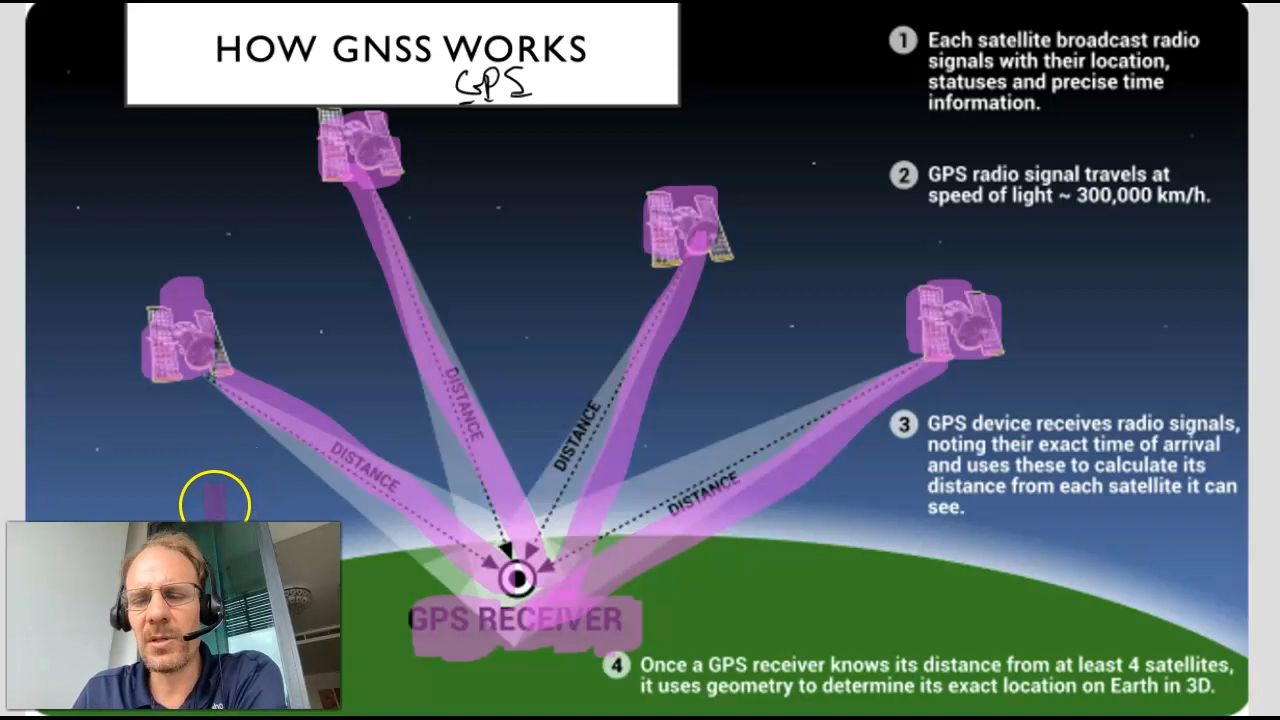 HOW GNSS WORKS
GPS
1 Each satellite broadcast radio
signals with their location,
statuses and precise time
information.
2 GPS radio signal travels at
speed of light ~ 300,000 km/h.
DISTANCE
DISTANCE
DISTANCE
DISTANCE
3 GPS device receives radio signals,
noting their exact time of arrival
and uses these to calculate its
distance from each satellite it can
see.
GPS RECEIVER
4 Once a GPS receiver knows its distance from at least 4 satellites,
it uses geometry to determine its exact location on Earth in 3D.